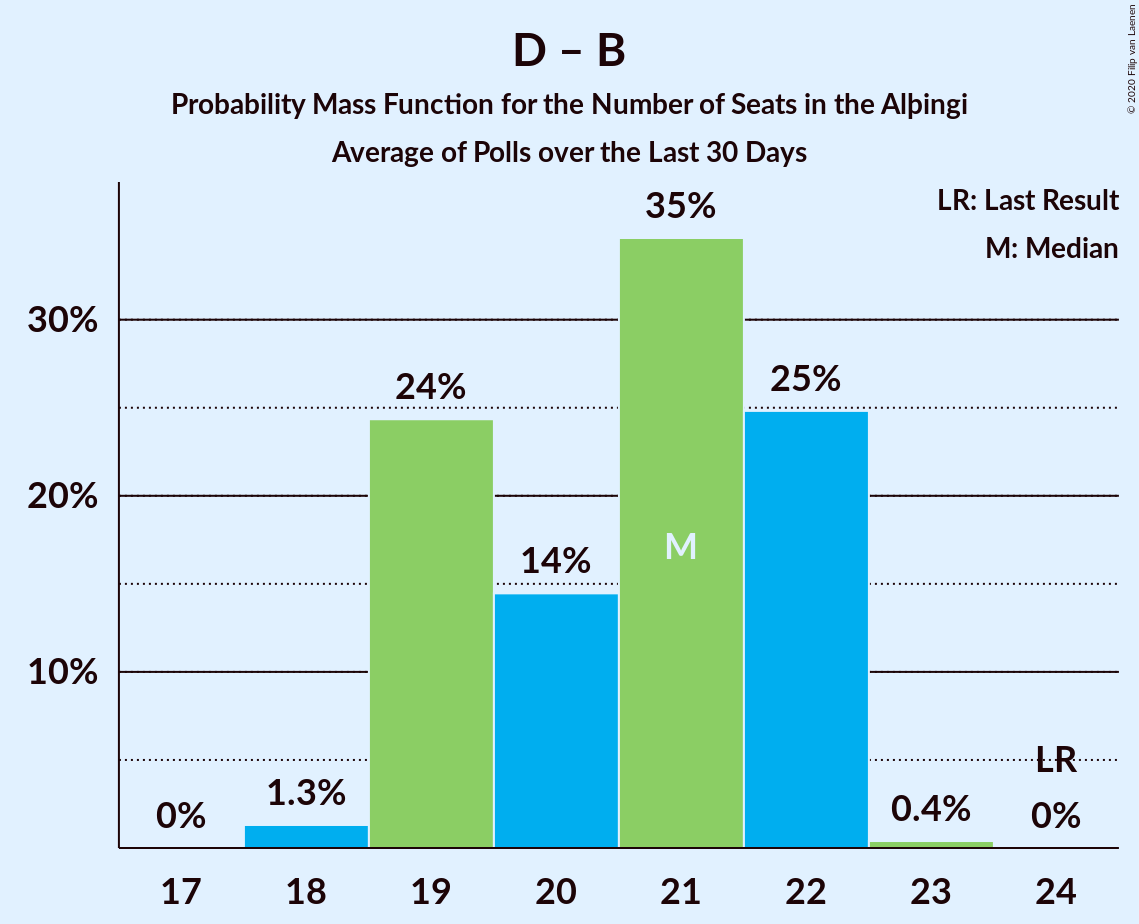 D – B
Probability Mass Function for the Number of Seats in the Alþingi
Average of Polls over the Last 30 Days
© 2020 Filip van Laenen
LR: Last Result
M: Median
35%
30%
24%
25%
20%
14%
M
10%
LR
1.3%
0%
0.4%
0%
17 18 19 20 21 22 23 24